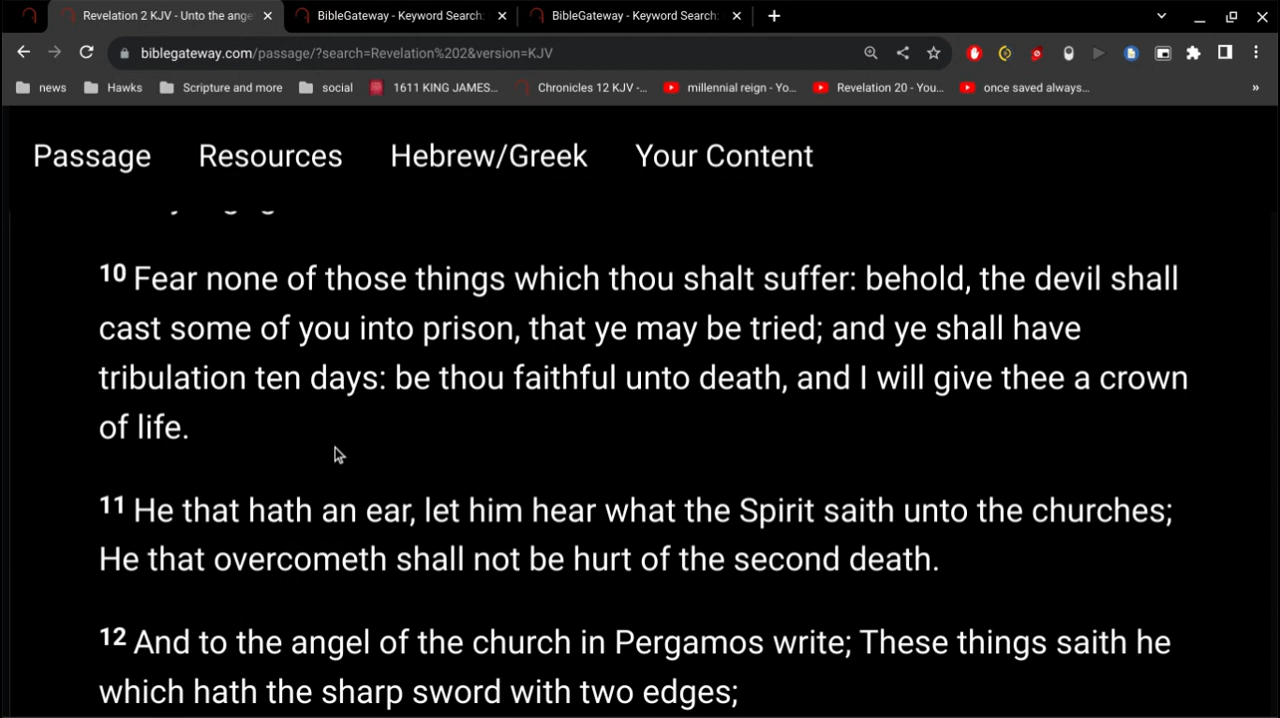 Revelation 2 KJV - Unto the ange
BibleGateway - Keyword Search:
BibleGateway - Keyword Search:
biblegateway.com/passage/?search=Revelation%202&version=KJV
news Hawks Scripture and more social 1611 KING JAMES... Chronicles 12 KJV -... millennial reign - Yo... Revelation 20 - You... once saved always... »
Passage Resources Hebrew/Greek Your Content
10 Fear none of those things which thou shalt suffer: behold, the devil shall
cast some of you into prison, that ye may be tried; and ye shall have
tribulation ten days: be thou faithful unto death, and I will give thee a crown
of life.
11 He that hath an ear, let him hear what the Spirit saith unto the churches;
He that overcometh shall not be hurt of the second death.
12 And to the angel of the church in Pergamos write; These things saith he
which hath the sharp sword with two edges;